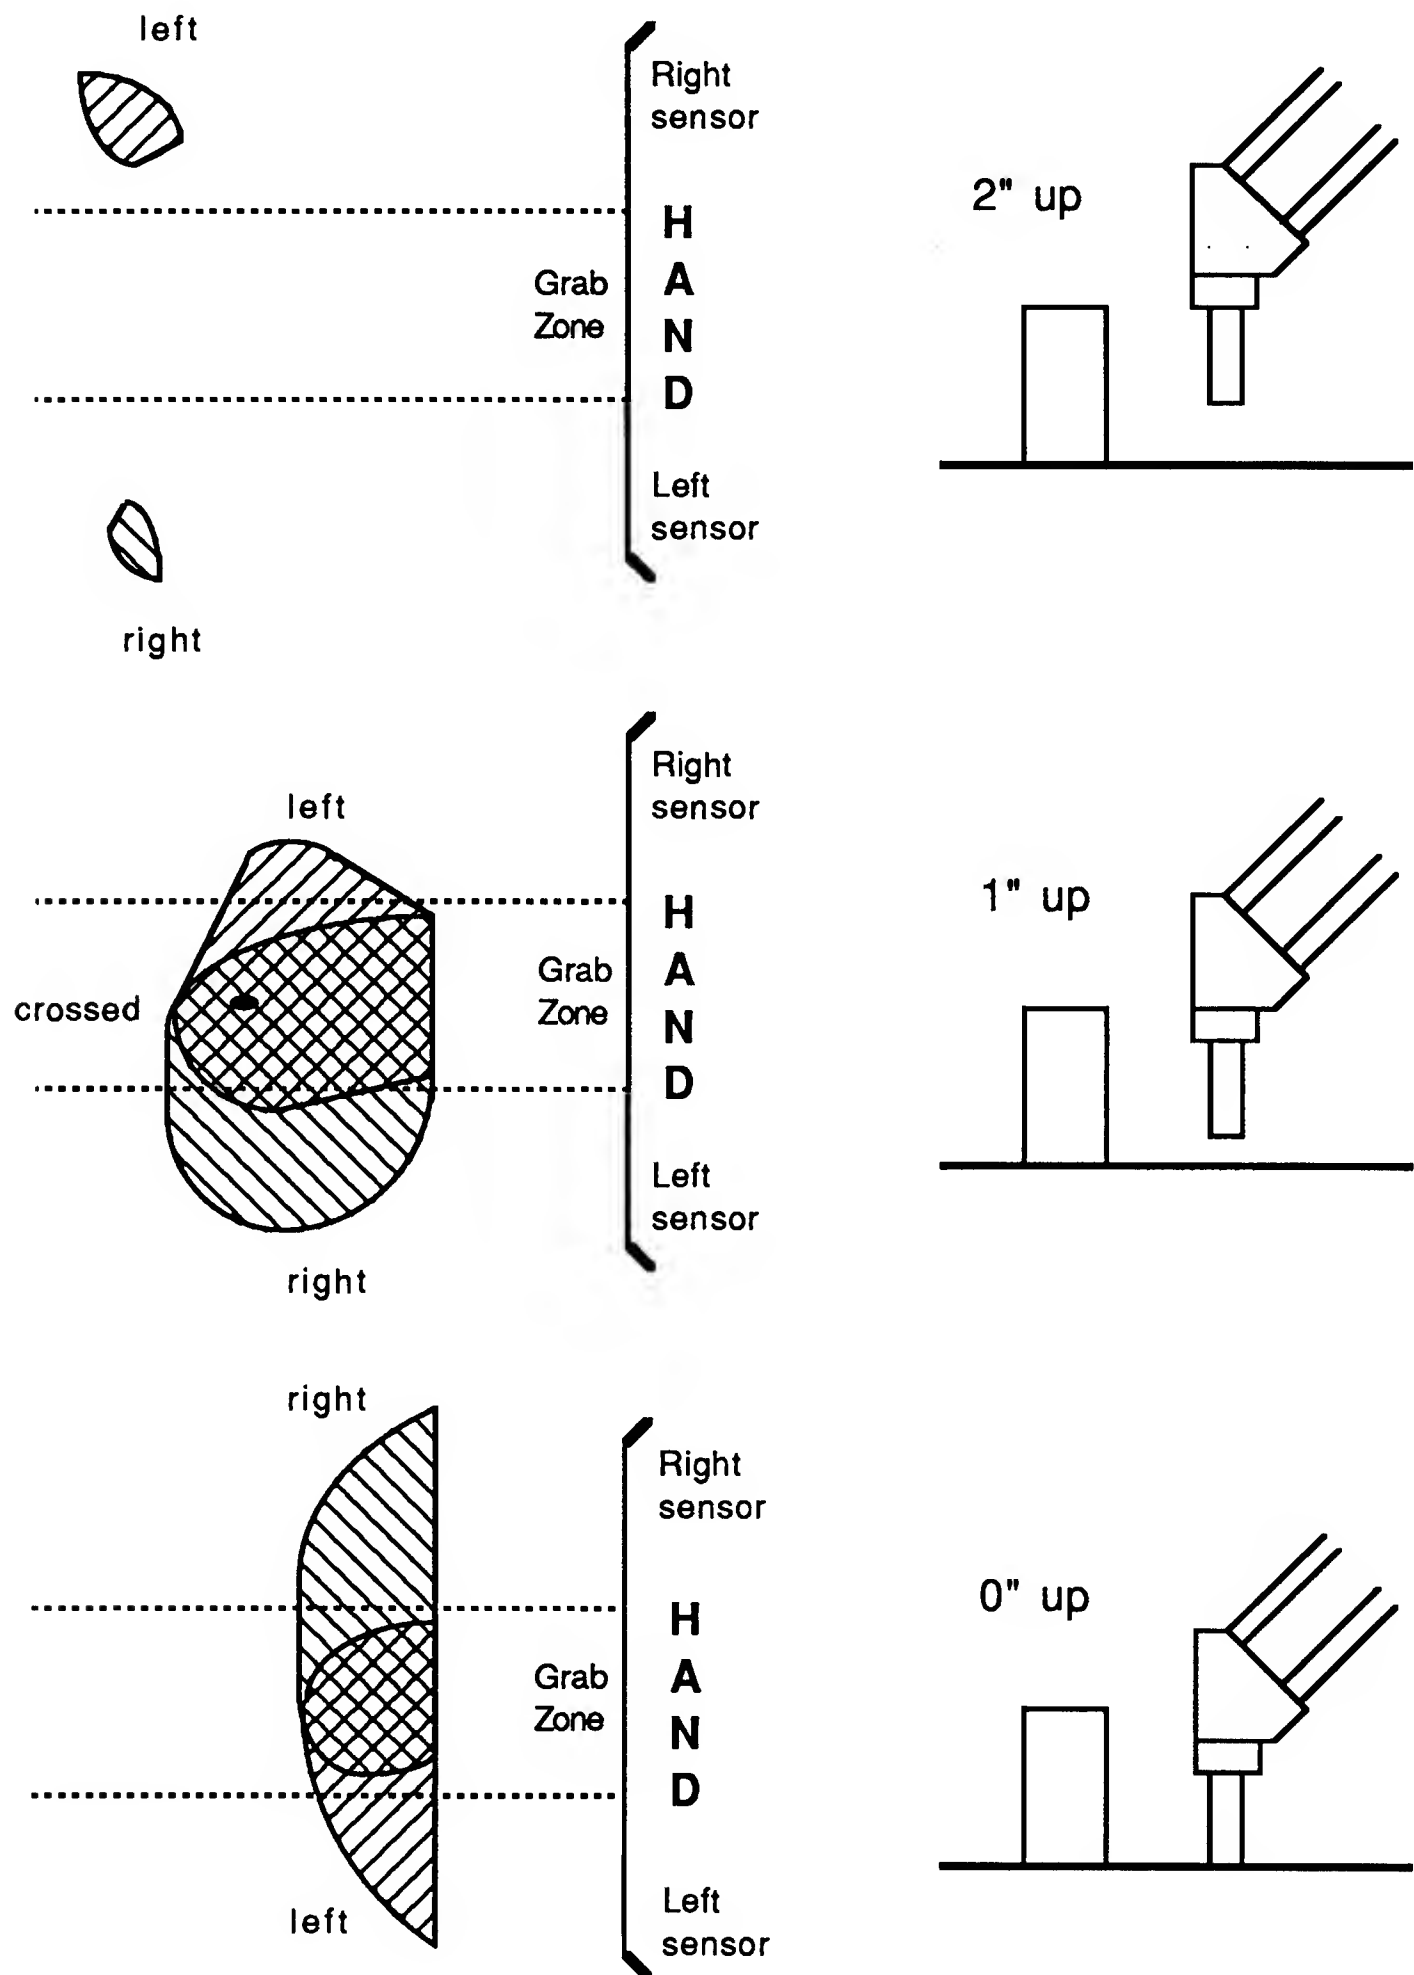 left
Right
sensor
2" up
H
A
N
D
Grab
Zone
Left
sensor
right
Right
sensor
left
1" up
H
A
N
D
Grab
Zone
crossed
Left
sensor
right
right
Right
sensor
0" up
H
A
N
D
Grab
Zone
Left
sensor
left